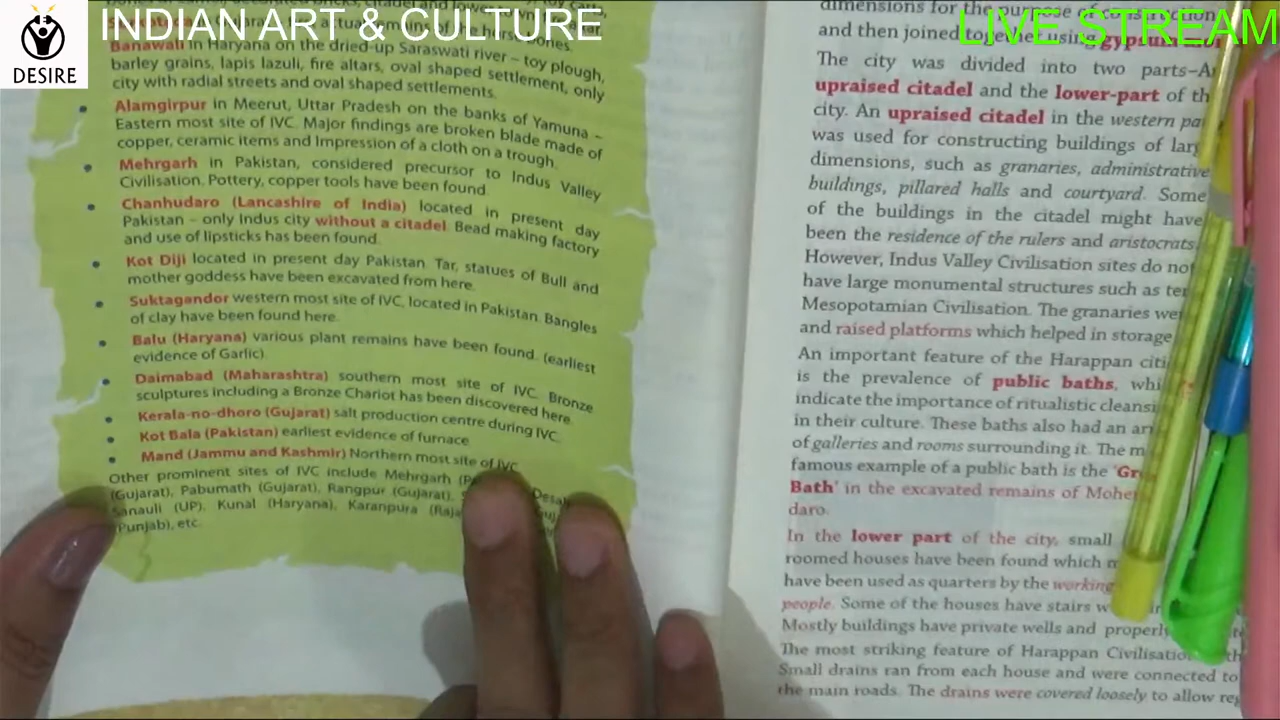 INDIAN ART & CULTURE
LIVE STREAM
DESIRE
Banawali in Haryana on the dried-up Saraswati river – toy plough,
barley grains, lapis lazuli, fire altars, oval shaped settlement, only
city with radial streets and oval shaped settlements.
• Alamgirpur in Meerut, Uttar Pradesh on the banks of Yamuna –
Eastern most site of IVC. Major findings are broken blade made of
copper, ceramic items and Impression of a cloth on a trough.
• Mehrgarh in Pakistan, considered precursor to Indus Valley
Civilisation. Pottery, copper tools have been found.
• Chanhudaro (Lancashire of India) located in present day
Pakistan – only Indus city without a citadel. Bead making factory
and use of lipsticks has been found.
• Kot Diji located in present day Pakistan. Tar, statues of Bull and
mother goddess have been excavated from here.
• Suktagandor western most site of IVC, located in Pakistan. Bangles
of clay have been found here.
• Balu (Haryana) various plant remains have been found. (earliest
evidence of Garlic).
• Daimabad (Maharashtra) southern most site of IVC. Bronze
sculptures including a Bronze Chariot has been discovered here.
• Kerala-no-dhoro (Gujarat) salt production centre during IVC.
• Kot Bala (Pakistan) earliest evidence of furnace
• Mand (Jammu and Kashmir) Northern most site of IVC
Other prominent sites of IVC include Mehrgarh
(Gujarat), Pabumath (Gujarat), Rangpur (Gujarat),
Sanauli (UP), Kunal (Haryana), Karanpura
(Punjab), etc.
dimensions for the purpose of construction
and then joined together using gypsum
The city was divided into two parts–
upraised citadel and the lower-part of
city. An upraised citadel in the western
was used for constructing buildings of
dimensions, such as granaries, administrative
buildings, pillared halls and courtyard. Some
of the buildings in the citadel might have
been the residence of the rulers and aristocrats.
However, Indus Valley Civilisation sites do not
have large monumental structures such as
Mesopotamian Civilisation. The granaries
and raised platforms which helped in storage
An important feature of the Harappan
is the prevalence of public baths,
indicate the importance of ritualistic
in their culture. These baths also had an
of galleries and rooms surrounding it. The
famous example of a public bath is the
Bath' in the excavated remains of
daro.
In the lower part of the city, small
roomed houses have been found which
have been used as quarters by the working
people. Some of the houses have stairs
Mostly buildings have private wells and properly
The most striking feature of Harappan
Small drains ran from each house and were connected to
the main roads. The drains were covered loosely to allow